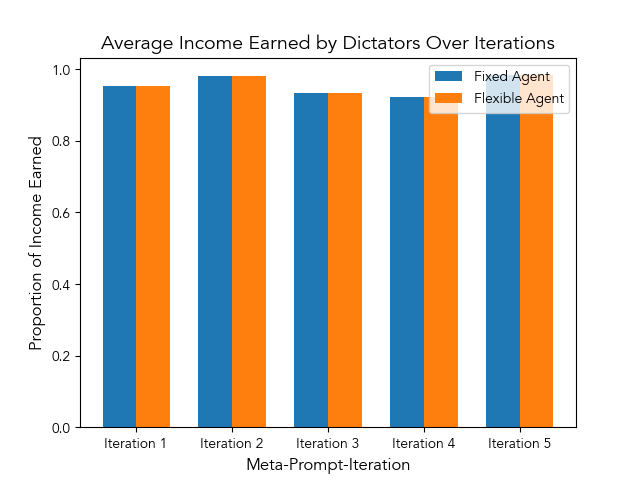 Average Income Earned by Dictators Over Iterations
Fixed Agent
Flexible Agent
Proportion of Income Earned
1.0
0.8
0.6
0.4
0.2
0.0
Iteration 1
Iteration 2
Iteration 3
Iteration 4
Iteration 5
Meta-Prompt-Iteration